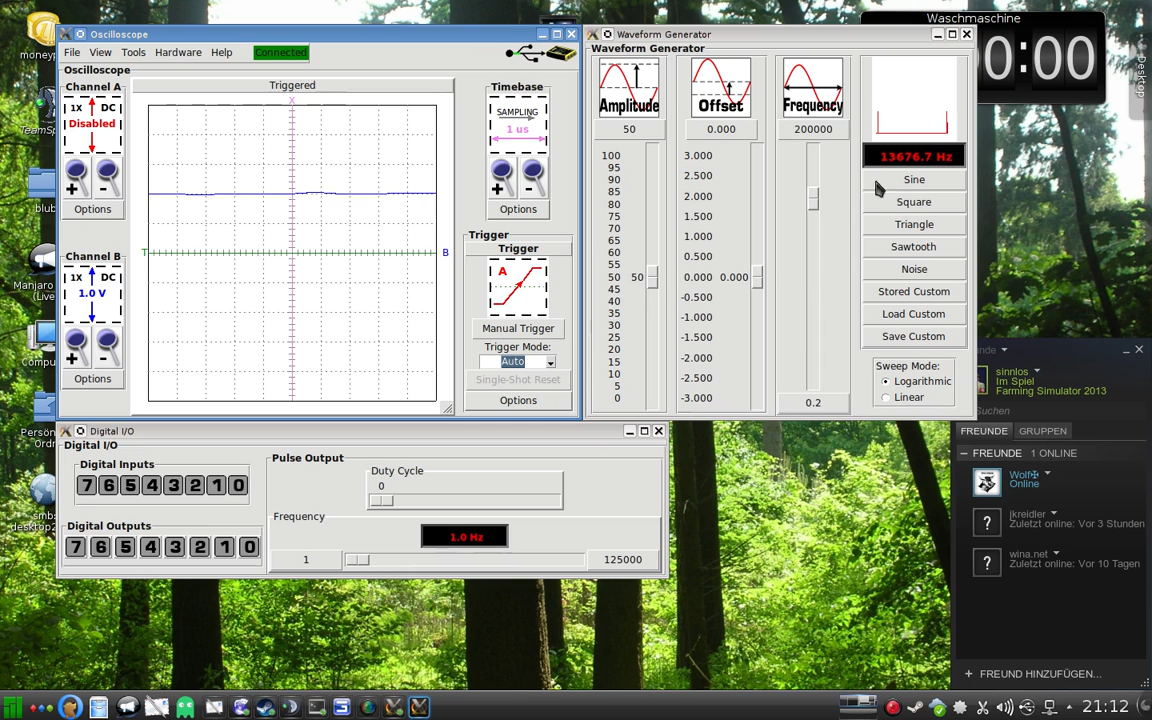 Waschmaschine
0:00
Desktop
moneyp
TeamSp
blub
Manjaro
(Live
Compu
Persön
Ordr
smb:
desktop2
Oscilloscope
File View Tools Hardware Help Connected
Oscilloscope
Channel A
1X DC
Disabled
+ -
Options
Channel B
1X DC
1.0 V
+ -
Options
Triggered
X
T B
Timebase
SAMPLING
1 us
+ -
Options
Trigger
Trigger
A
Manual Trigger
Trigger Mode:
Auto
Single-Shot Reset
Options
Waveform Generator
Waveform Generator
Amplitude Offset Frequency
50 0.000 200000
100
95
90
85
80
75
70
65
60
55
50 50
45
40
35
30
25
20
15
10
5
0
3.000
2.500
2.000
1.500
1.000
0.500
0.000 0.000
-0.500
-1.000
-1.500
-2.000
-2.500
-3.000
0.2
13676.7 Hz
Sine
Square
Triangle
Sawtooth
Noise
Stored Custom
Load Custom
Save Custom
Sweep Mode:
Logarithmic
Linear
Digital I/O
Digital I/O
Digital Inputs
7 6 5 4 3 2 1 0
Digital Outputs
7 6 5 4 3 2 1 0
Pulse Output
Duty Cycle
0
Frequency
1.0 Hz
1 125000
sinnlos
Im Spiel
Farming Simulator 2013
Suchen
FREUNDE GRUPPEN
FREUNDE 1 ONLINE
Online
jkreidler
Zuletzt online: Vor 3 Stunden
wina.net
Zuletzt online: Vor 10 Tagen
+ FREUND HINZUFÜGEN...
21:12